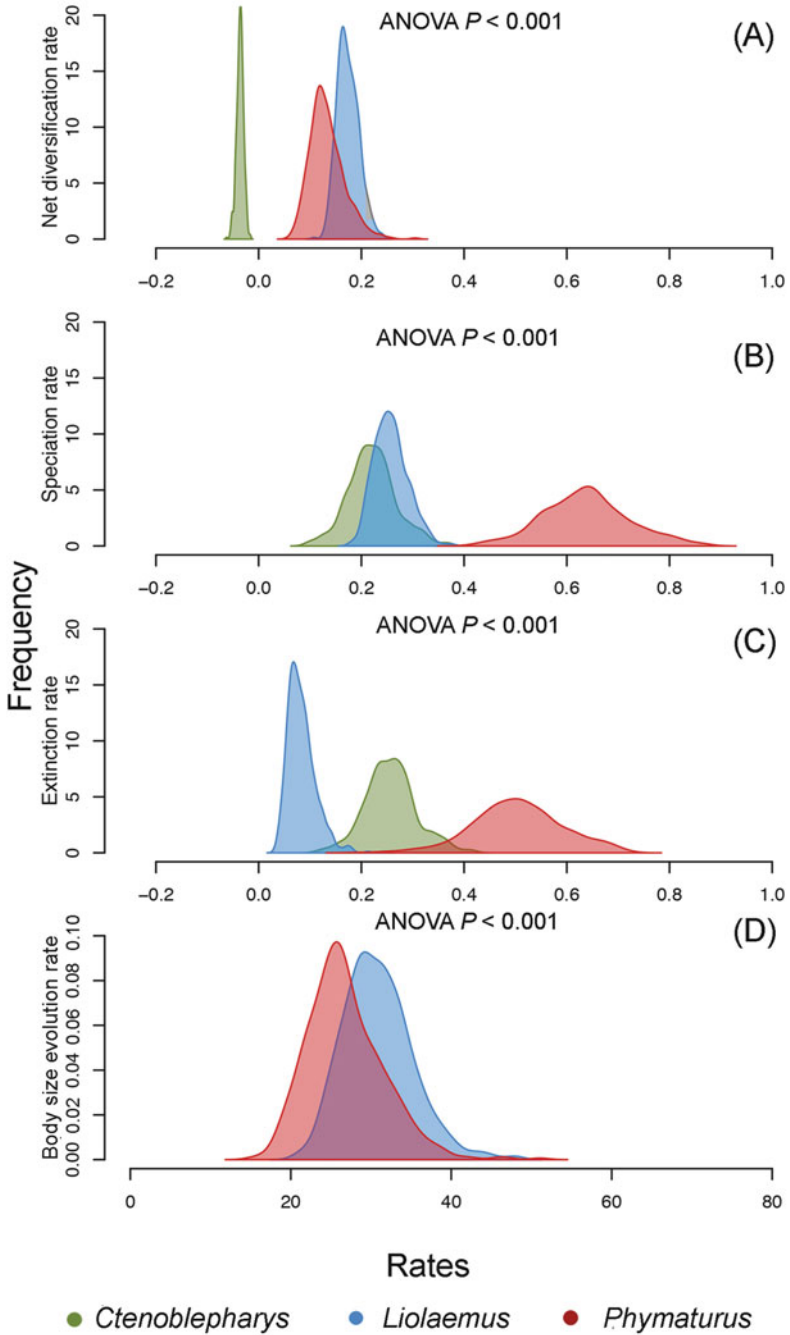 Frequency
ANOVA P < 0.001
(A)
Net diversification rate
20
15
10
5
0
−0.2 0.0 0.2 0.4 0.6 0.8 1.0
ANOVA P < 0.001
(B)
Speciation rate
20
15
10
5
0
−0.2 0.0 0.2 0.4 0.6 0.8 1.0
ANOVA P < 0.001
(C)
Extinction rate
20
15
10
5
0
−0.2 0.0 0.2 0.4 0.6 0.8 1.0
ANOVA P < 0.001
(D)
Body size evolution rate
0.10
0.08
0.06
0.04
0.02
0.00
0 20 40 60 80
Rates
Ctenoblepharys Liolaemus Phymaturus